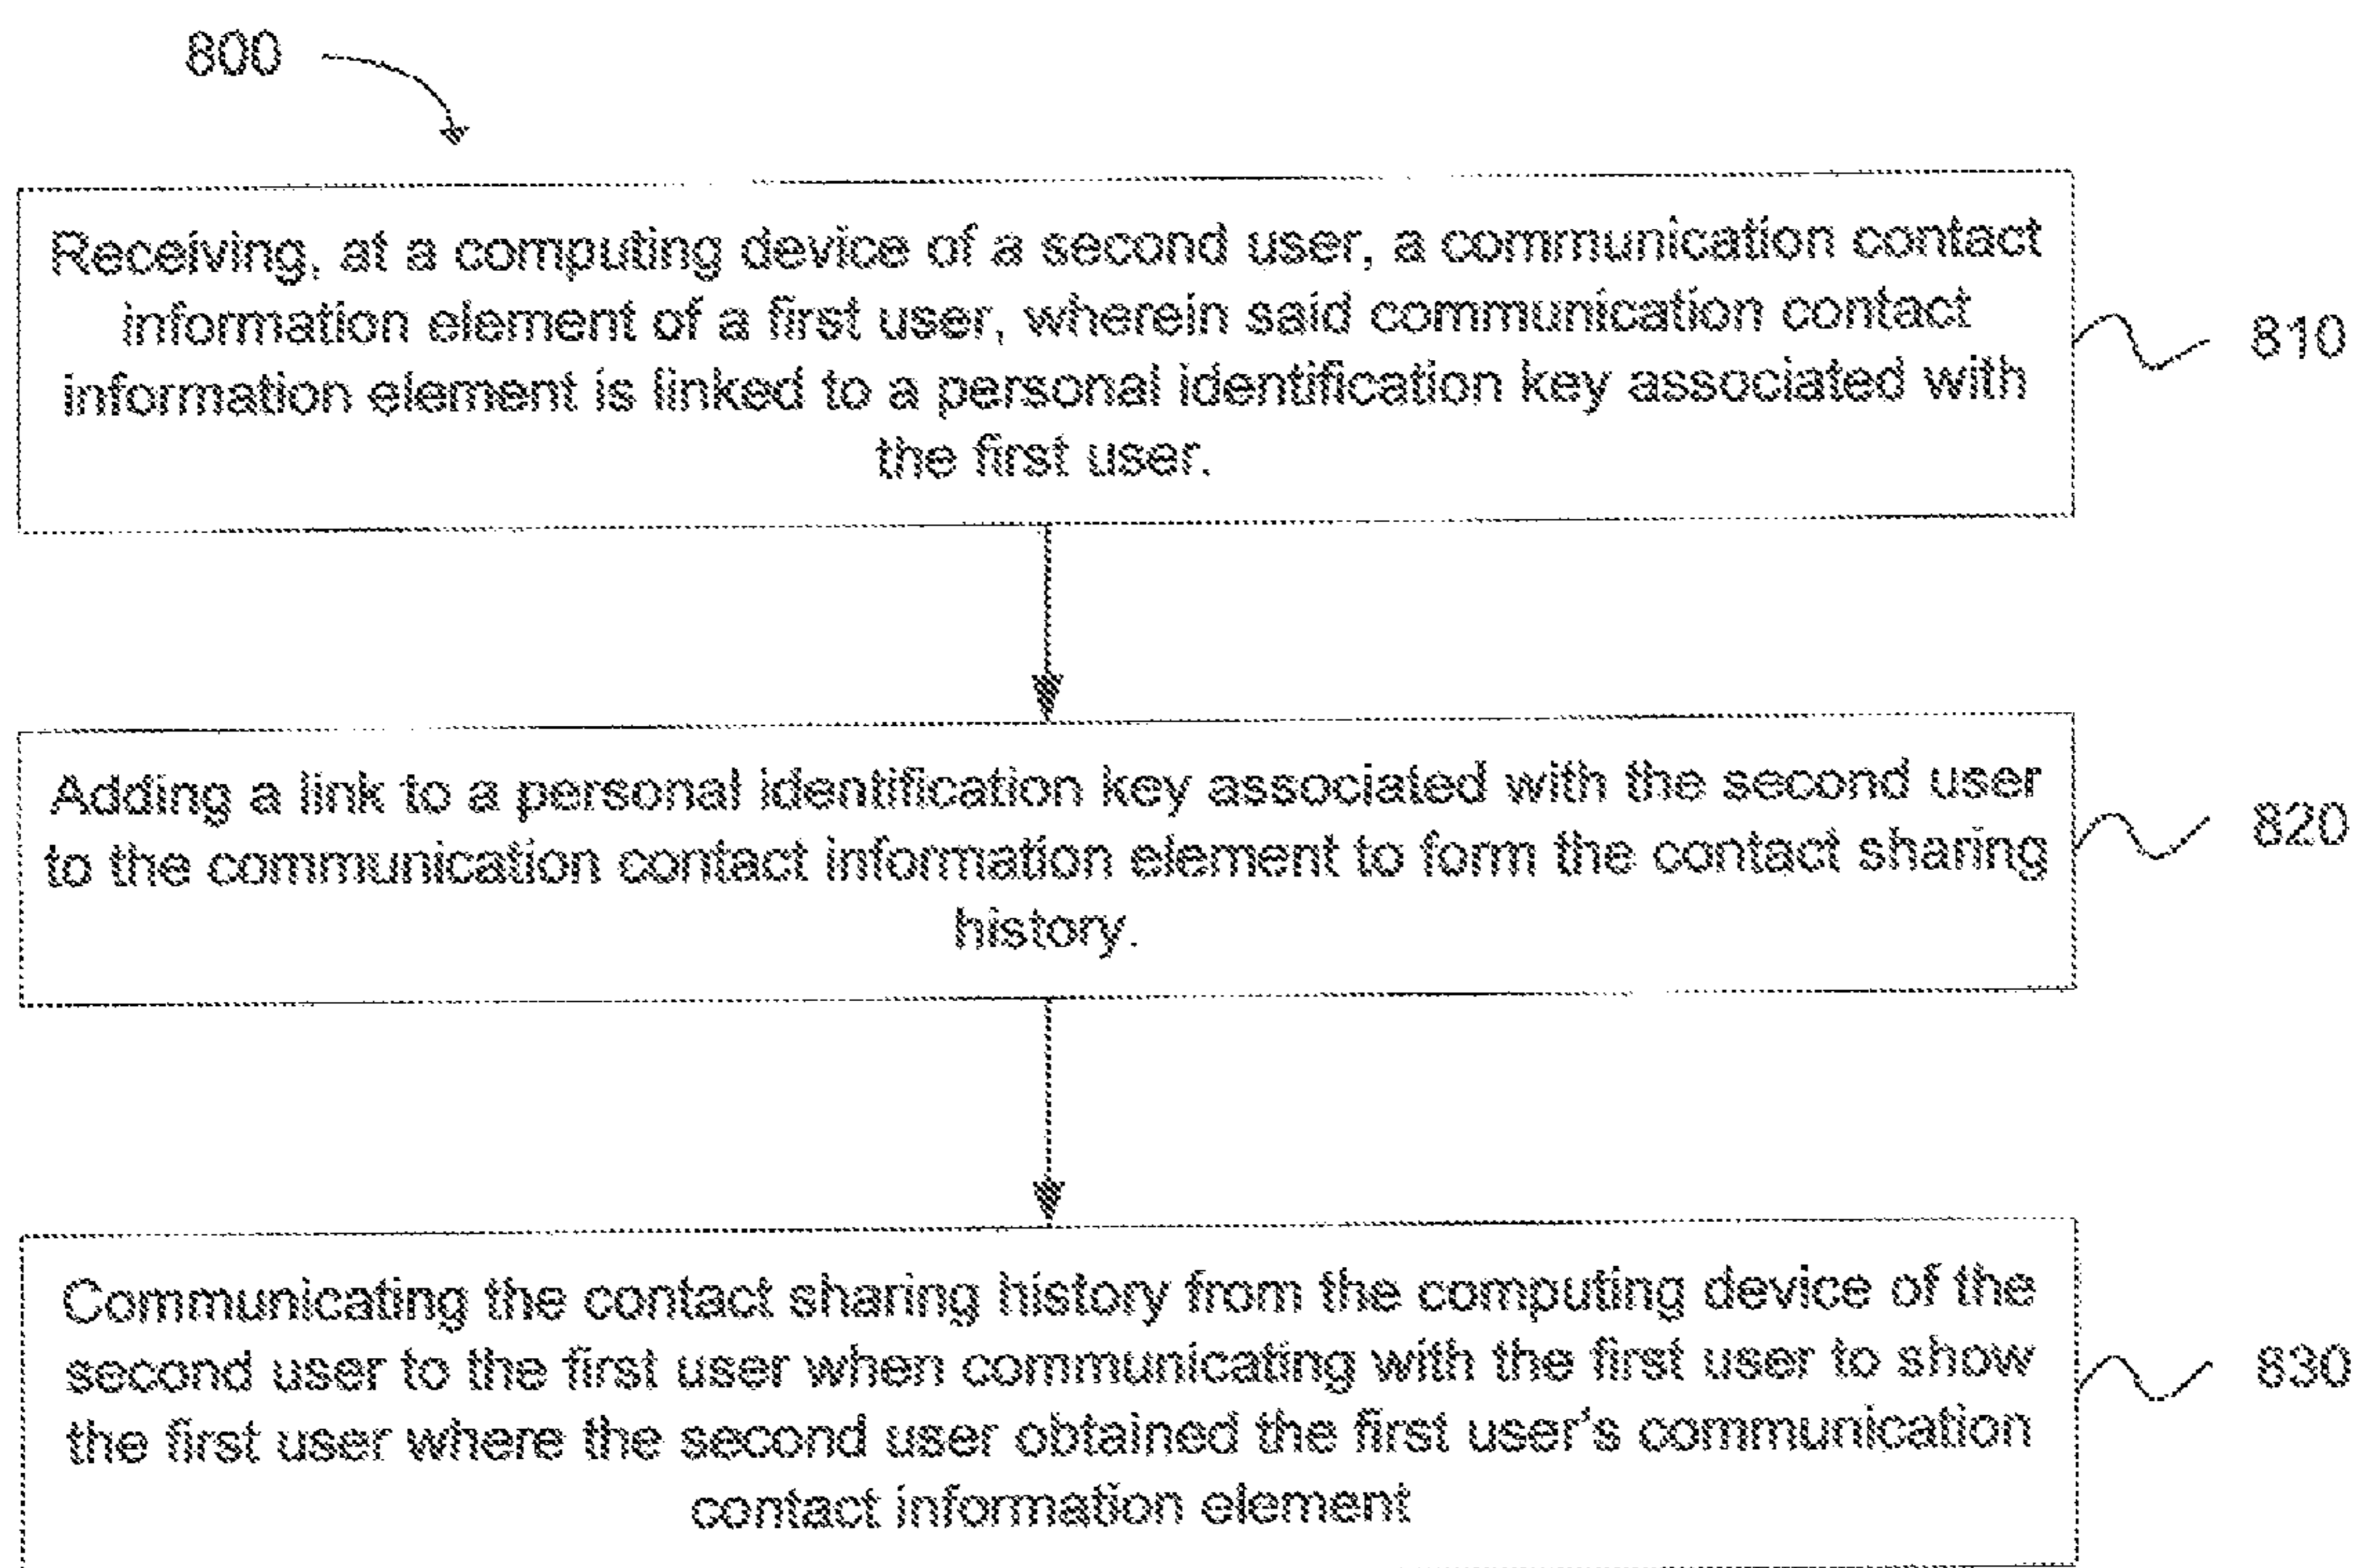 800
Receiving, at a computing device of a second user, a communication contact
information element of a first user, wherein said communication contact
information element is linked to a personal identification key associated with
the first user.
810
Adding a link to a personal identification key associated with the second user
to the communication contact information element to form the contact sharing
history.
820
Communicating the contact sharing history from the computing device of the
second user to the first user when communicating with the first user to show
the first user where the second user obtained the first user's communication
contact information element
830